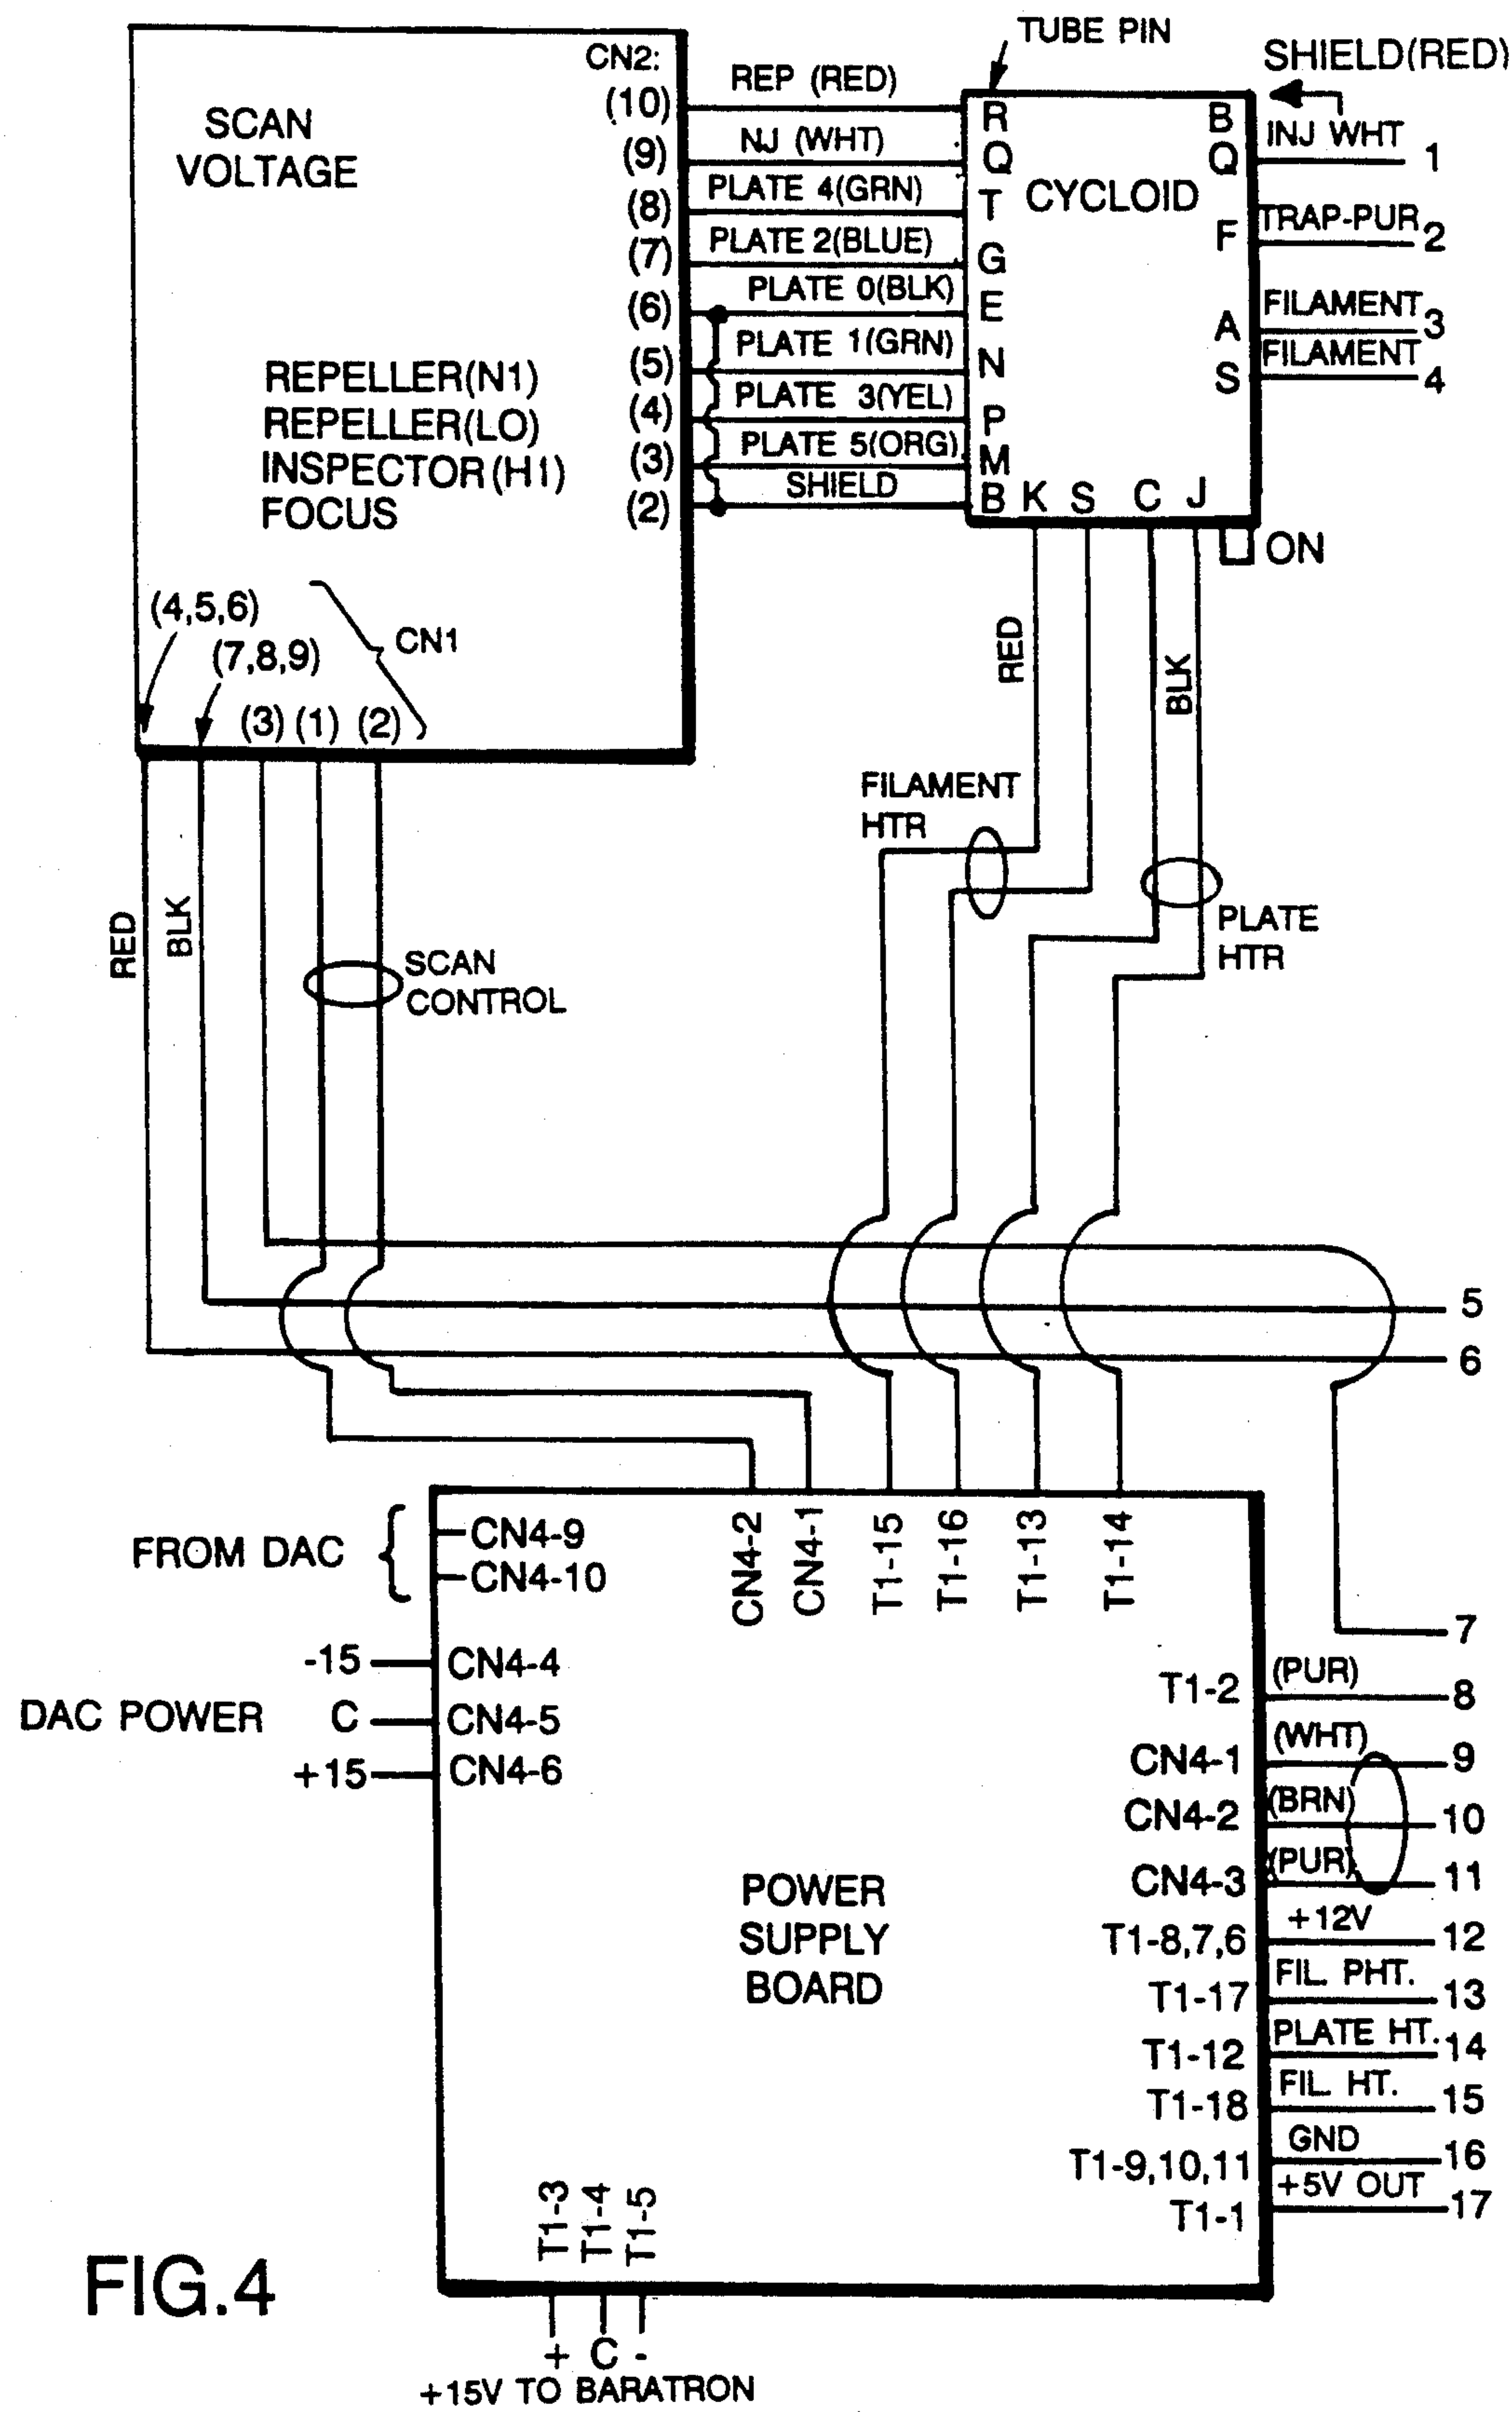 TUBE PIN
SHIELD(RED)
CN2:
SCAN
VOLTAGE
(10)
REP (RED)
R
B
INJ WHT
1
(9)
NJ (WHT)
Q
CYCLOID
Q
(8)
PLATE 4(GRN)
T
F
TRAP-PUR
2
(7)
PLATE 2(BLUE)
G
(6)
PLATE 0(BLK)
E
A
FILAMENT
3
REPELLER(N1)
(5)
PLATE 1(GRN)
N
S
FILAMENT
4
REPELLER(LO)
(4)
PLATE 3(YEL)
P
INSPECTOR(H1)
(3)
PLATE 5(ORG)
M
FOCUS
(2)
SHIELD
B K S C J
ON
(4,5,6)
(7,8,9)
CN1
(3) (1) (2)
RED
BLK
FILAMENT
HTR
PLATE
HTR
RED
BLK
SCAN
CONTROL
5
6
7
FROM DAC
CN4-9
CN4-10
CN4-2
CN4-1
T1-15
T1-16
T1-13
T1-14
-15
CN4-4
DAC POWER
C
CN4-5
+15
CN4-6
T1-2
(PUR)
8
CN4-1
(WHT)
9
CN4-2
(BRN)
10
CN4-3
(PUR)
11
POWER
SUPPLY
BOARD
T1-8,7,6
+12V
12
T1-17
FIL. PHT.
13
T1-12
PLATE HT.
14
T1-18
FIL. HT.
15
T1-9,10,11
GND
16
T1-1
+5V OUT
17
T1-3
T1-4
T1-5
+ C -
+15V TO BARATRON
FIG.4